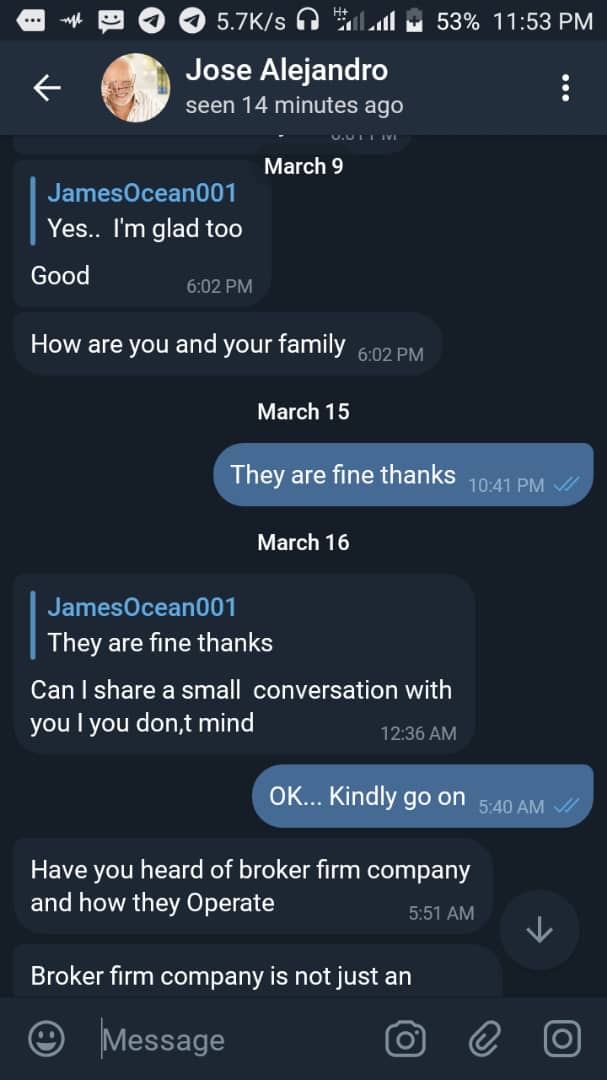 5.7K/s H+ 53% 11:53 PM
Jose Alejandro
seen 14 minutes ago
March 9
JamesOcean001
Yes.. I'm glad too
Good 6:02 PM
How are you and your family 6:02 PM
March 15
They are fine thanks 10:41 PM
March 16
JamesOcean001
They are fine thanks
Can I share a small conversation with
you I you don,t mind 12:36 AM
OK... Kindly go on 5:40 AM
Have you heard of broker firm company
and how they Operate 5:51 AM
Broker firm company is not just an
Message